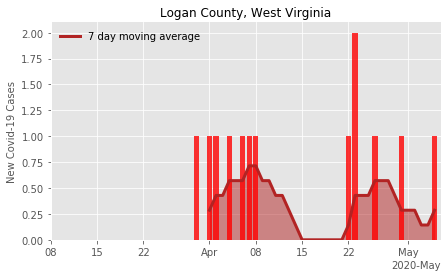 Logan County, West Virginia
7 day moving average
New Covid-19 Cases
2.00
1.75
1.50
1.25
1.00
0.75
0.50
0.25
0.00
08 15 22 Apr 08 15 22 May
2020-May